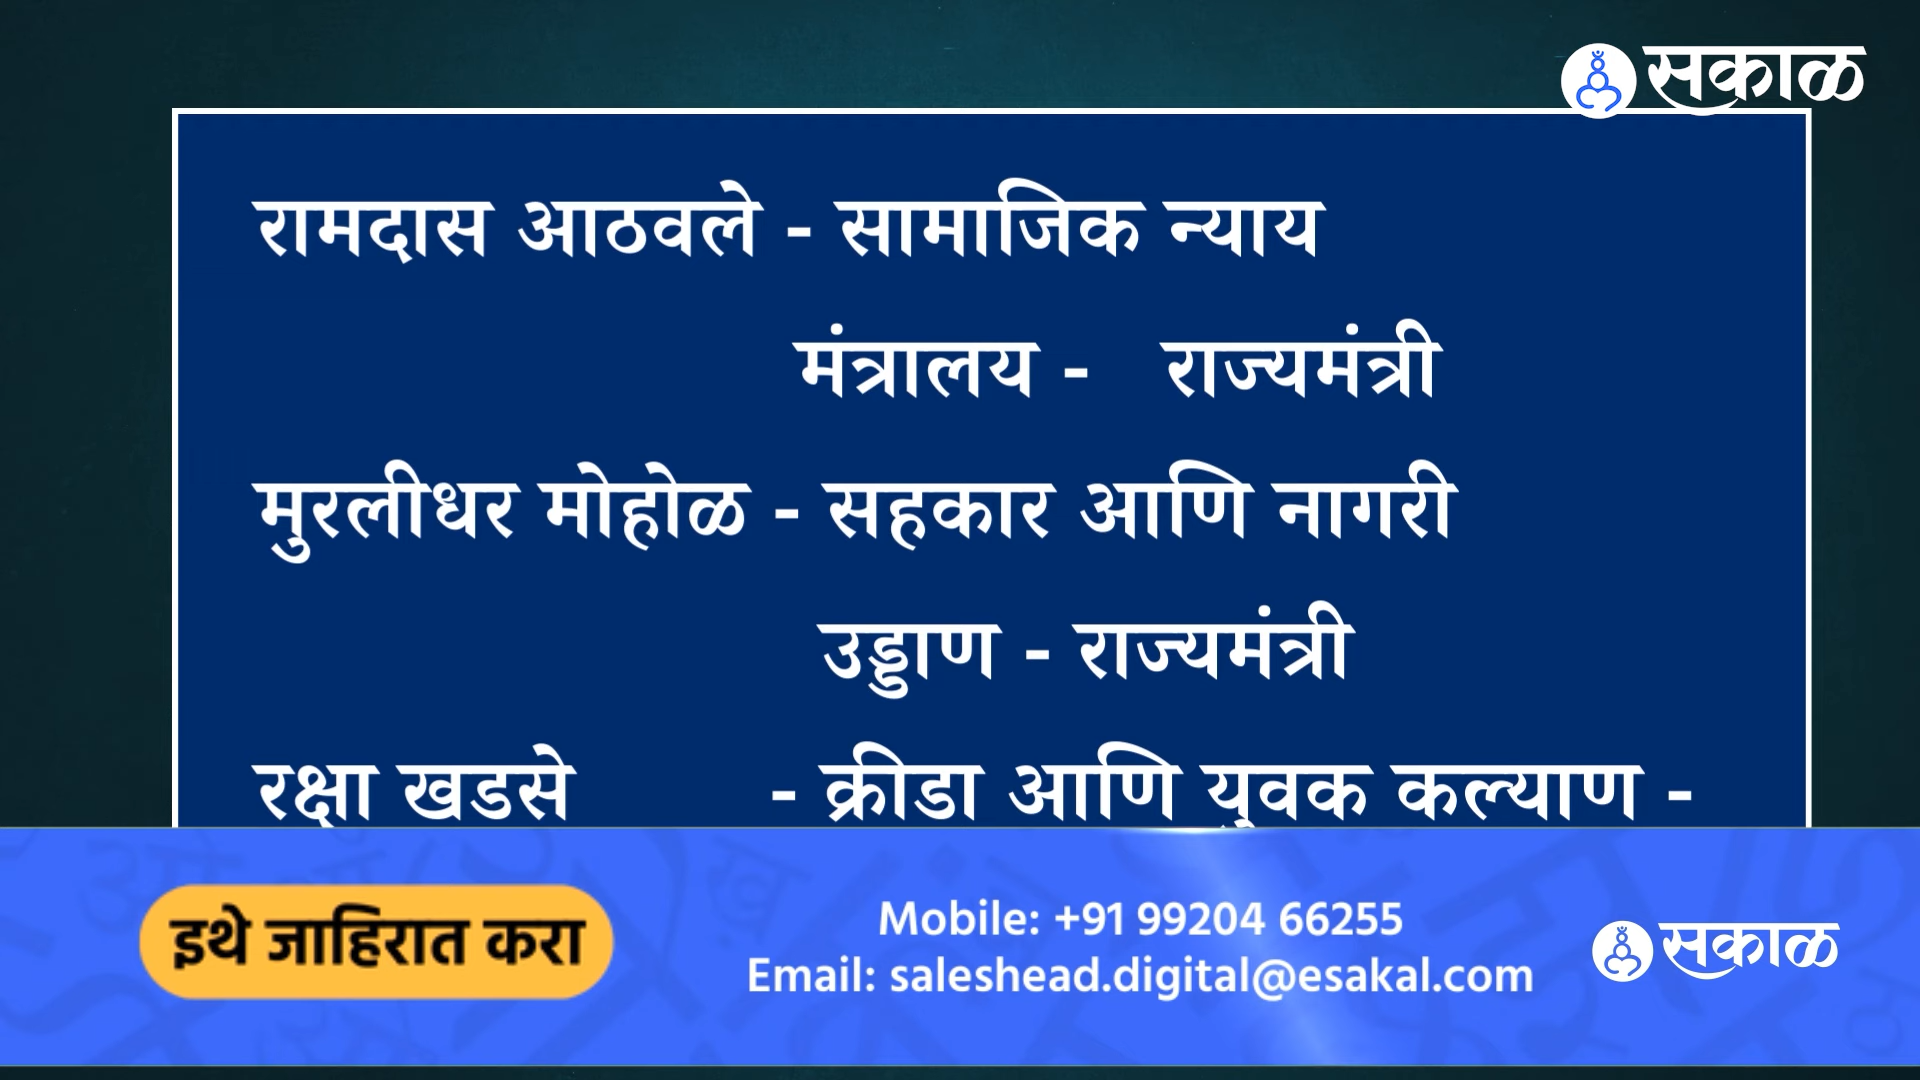 सकाळ
रामदास आठवले - सामाजिक न्याय
मंत्रालय - राज्यमंत्री
मुरलीधर मोहोळ - सहकार आणि नागरी
उड्डाण - राज्यमंत्री
रक्षा खडसे - क्रीडा आणि युवक कल्याण -
इथे जाहिरात करा
Mobile: +91 99204 66255
Email: saleshead.digital@esakal.com
सकाळ